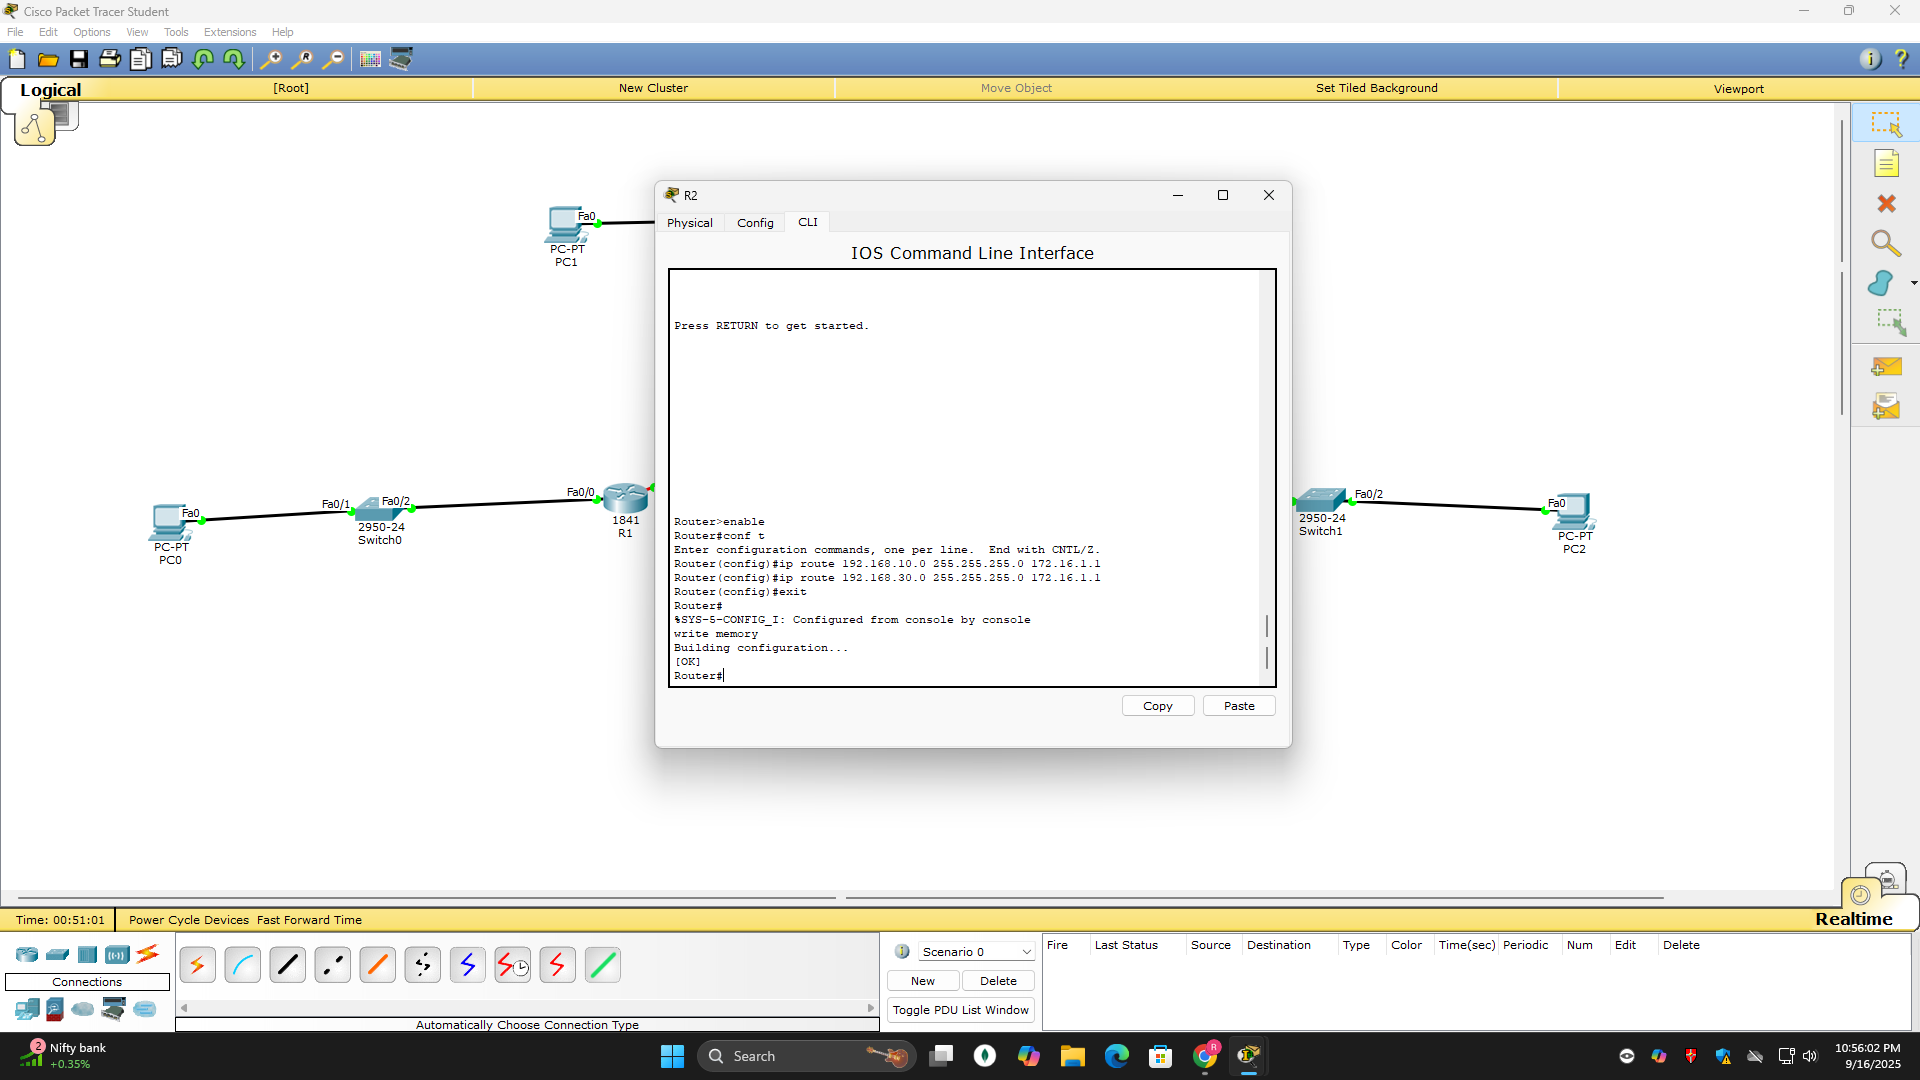 Cisco Packet Tracer Student
File Edit Options View Tools Extensions Help
Logical [Root] New Cluster Move Object Set Tiled Background Viewport
R2
Physical Config CLI
IOS Command Line Interface
Press RETURN to get started.
Router>enable
Router#conf t
Enter configuration commands, one per line.  End with CNTL/Z.
Router(config)#ip route 192.168.10.0 255.255.255.0 172.16.1.1
Router(config)#ip route 192.168.30.0 255.255.255.0 172.16.1.1
Router(config)#exit
Router#
%SYS-5-CONFIG_I: Configured from console by console
write memory
Building configuration...
[OK]
Router#
Copy Paste
Fa0
PC-PT
PC1
Fa0
PC-PT
PC0
Fa0/1 Fa0/2
2950-24
Switch0
Fa0/0
1841
R1
Fa0/2
2950-24
Switch1
Fa0
PC-PT
PC2
Realtime
Time: 00:51:01 Power Cycle Devices Fast Forward Time
Connections
Automatically Choose Connection Type
Scenario 0
New Delete
Toggle PDU List Window
Fire Last Status Source Destination Type Color Time(sec) Periodic Num Edit Delete
2
Nifty bank
+0.35%
Search
R
10:56:02 PM
9/16/2025